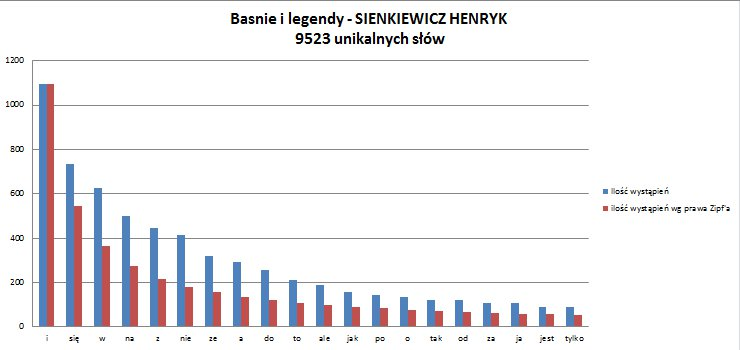 Basnie i legendy - SIENKIEWICZ HENRYK
9523 unikalnych słów
1200
1000
800
600
400
200
0
i się w na z nie ze a do to ale jak po o tak od za ja jest tylko
Ilość wystąpień
ilość wystąpień wg prawa Zipf'a